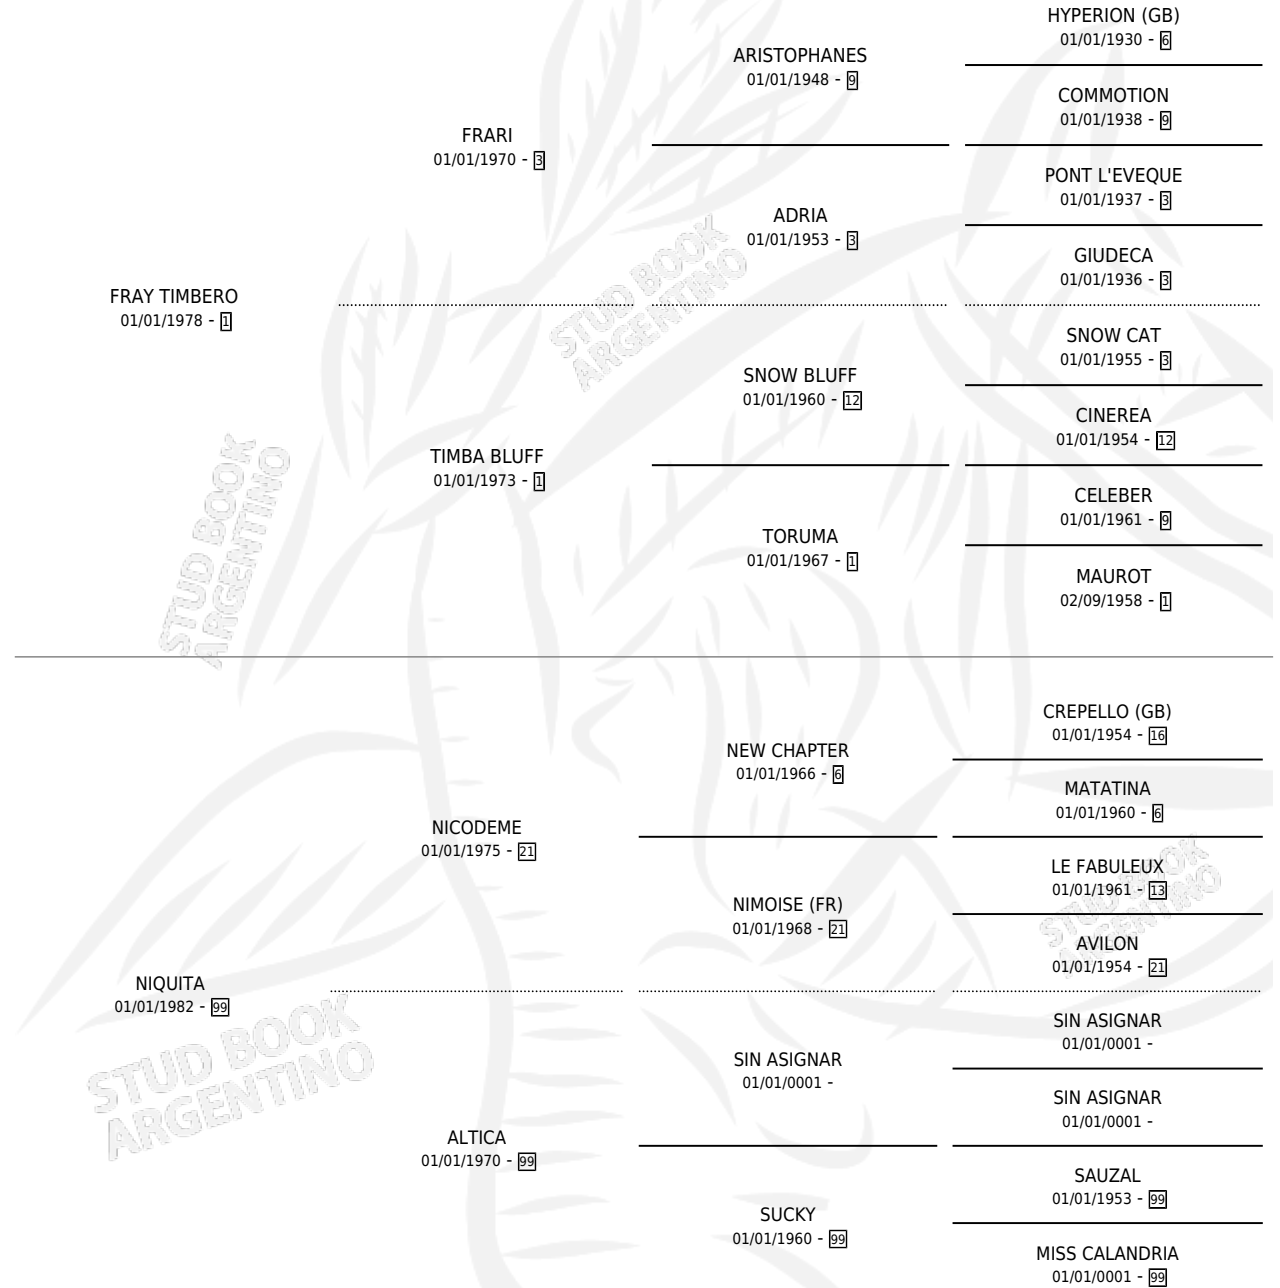 HYPERION (GB)
01/01/1930 - 6
ARISTOPHANES
01/01/1948 - 9
COMMOTION
01/01/1938 - 9
FRARI
01/01/1970 - 3
PONT L'EVEQUE
01/01/1937 - 3
ADRIA
01/01/1953 - 3
GIUDECA
01/01/1936 - 3
FRAY TIMBERO
01/01/1978 - 1
SNOW CAT
01/01/1955 - 3
SNOW BLUFF
01/01/1960 - 12
CINEREA
01/01/1954 - 12
TIMBA BLUFF
01/01/1973 - 1
CELEBER
01/01/1961 - 9
TORUMA
01/01/1967 - 1
MAUROT
02/09/1958 - 1
STUD BOOK
ARGENTINO
STUD BOOK
ARGENTINO
CREPELLO (GB)
01/01/1954 - 16
NEW CHAPTER
01/01/1966 - 6
MATATINA
01/01/1960 - 6
NICODEME
01/01/1975 - 21
LE FABULEUX
01/01/1961 - 13
NIMOISE (FR)
01/01/1968 - 21
AVILON
01/01/1954 - 21
NIQUITA
01/01/1982 - 99
SIN ASIGNAR
01/01/0001 -
SIN ASIGNAR
01/01/0001 -
SIN ASIGNAR
01/01/0001 -
ALTICA
01/01/1970 - 99
SAUZAL
01/01/1953 - 99
SUCKY
01/01/1960 - 99
MISS CALANDRIA
01/01/0001 - 99
STUD BOOK
ARGENTINO
STUD BOOK
ARGENTINO